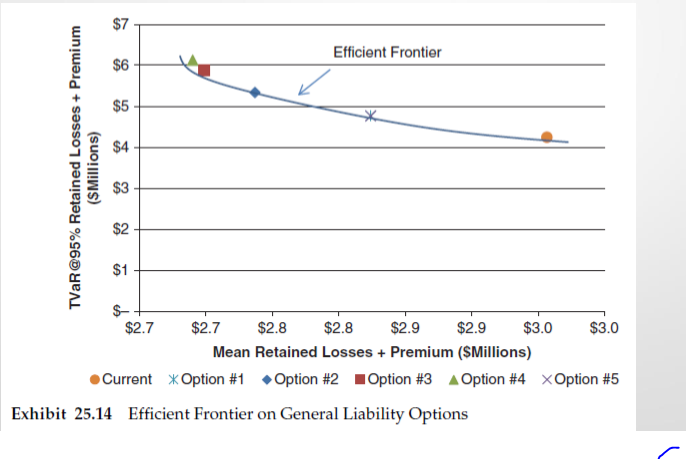 $7
Efficient Frontier
$6
$5
$4
$3
$2
$1
$–
TVaR@95% Retained Losses + Premium
($Millions)
$2.7 $2.7 $2.8 $2.8 $2.9 $2.9 $3.0 $3.0
Mean Retained Losses + Premium ($Millions)
Current Option #1 Option #2 Option #3 Option #4 Option #5
Exhibit 25.14 Efficient Frontier on General Liability Options